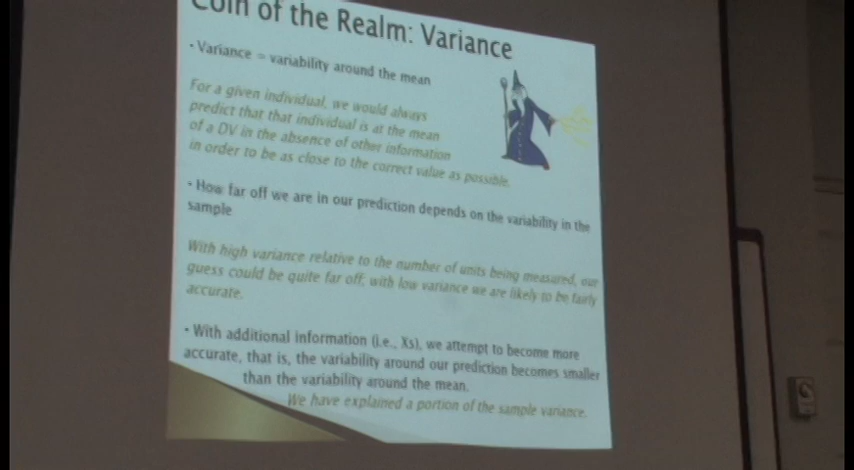 Coin of the Realm: Variance
• Variance = variability around the mean
For a given individual, we would always
predict that that individual is at the mean
of a DV in the absence of other information
in order to be as close to the correct value as possible.
• How far off we are in our prediction depends on the variability in the
sample
With high variance relative to the number of units being measured, our
guess could be quite far off, with low variance we are likely to be fairly
accurate.
• With additional information (i.e., Xs), we attempt to become more
accurate, that is, the variability around our prediction becomes smaller
than the variability around the mean.
We have explained a portion of the sample variance.